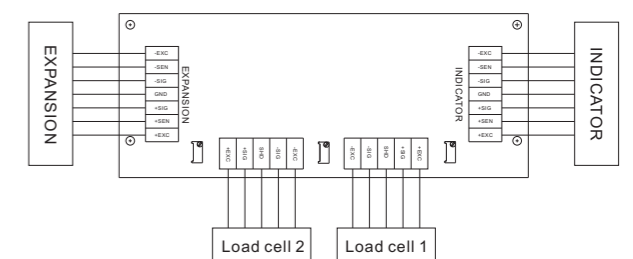 EXPANSION
-EXC
-SEN
-SIG
GND
+SIG
+SEN
+EXC
EXPANSION
INDICATOR
-EXC
-SEN
-SIG
GND
+SIG
+SEN
+EXC
INDICATOR
+EXC
+SIG
SHD
-SIG
-EXC
-EXC
-SIG
SHD
+SIG
+EXC
Load cell 2
Load cell 1